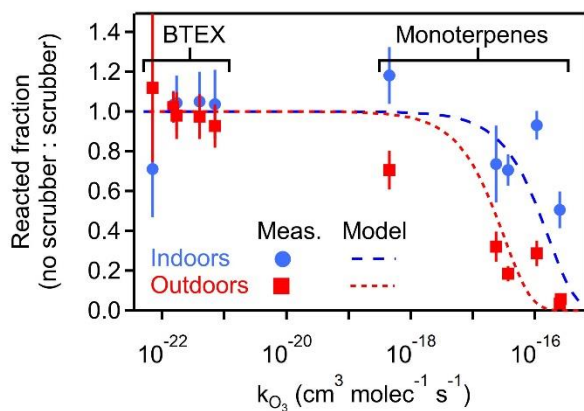 BTEX Monoterpenes
1.4
1.2
1.0
0.8
0.6
0.4
0.2
0.0
Reacted fraction
(no scrubber : scrubber)
Meas. Model
Indoors
Outdoors
10⁻²² 10⁻²⁰ 10⁻¹⁸ 10⁻¹⁶
k_O₃ (cm³ molec⁻¹ s⁻¹)